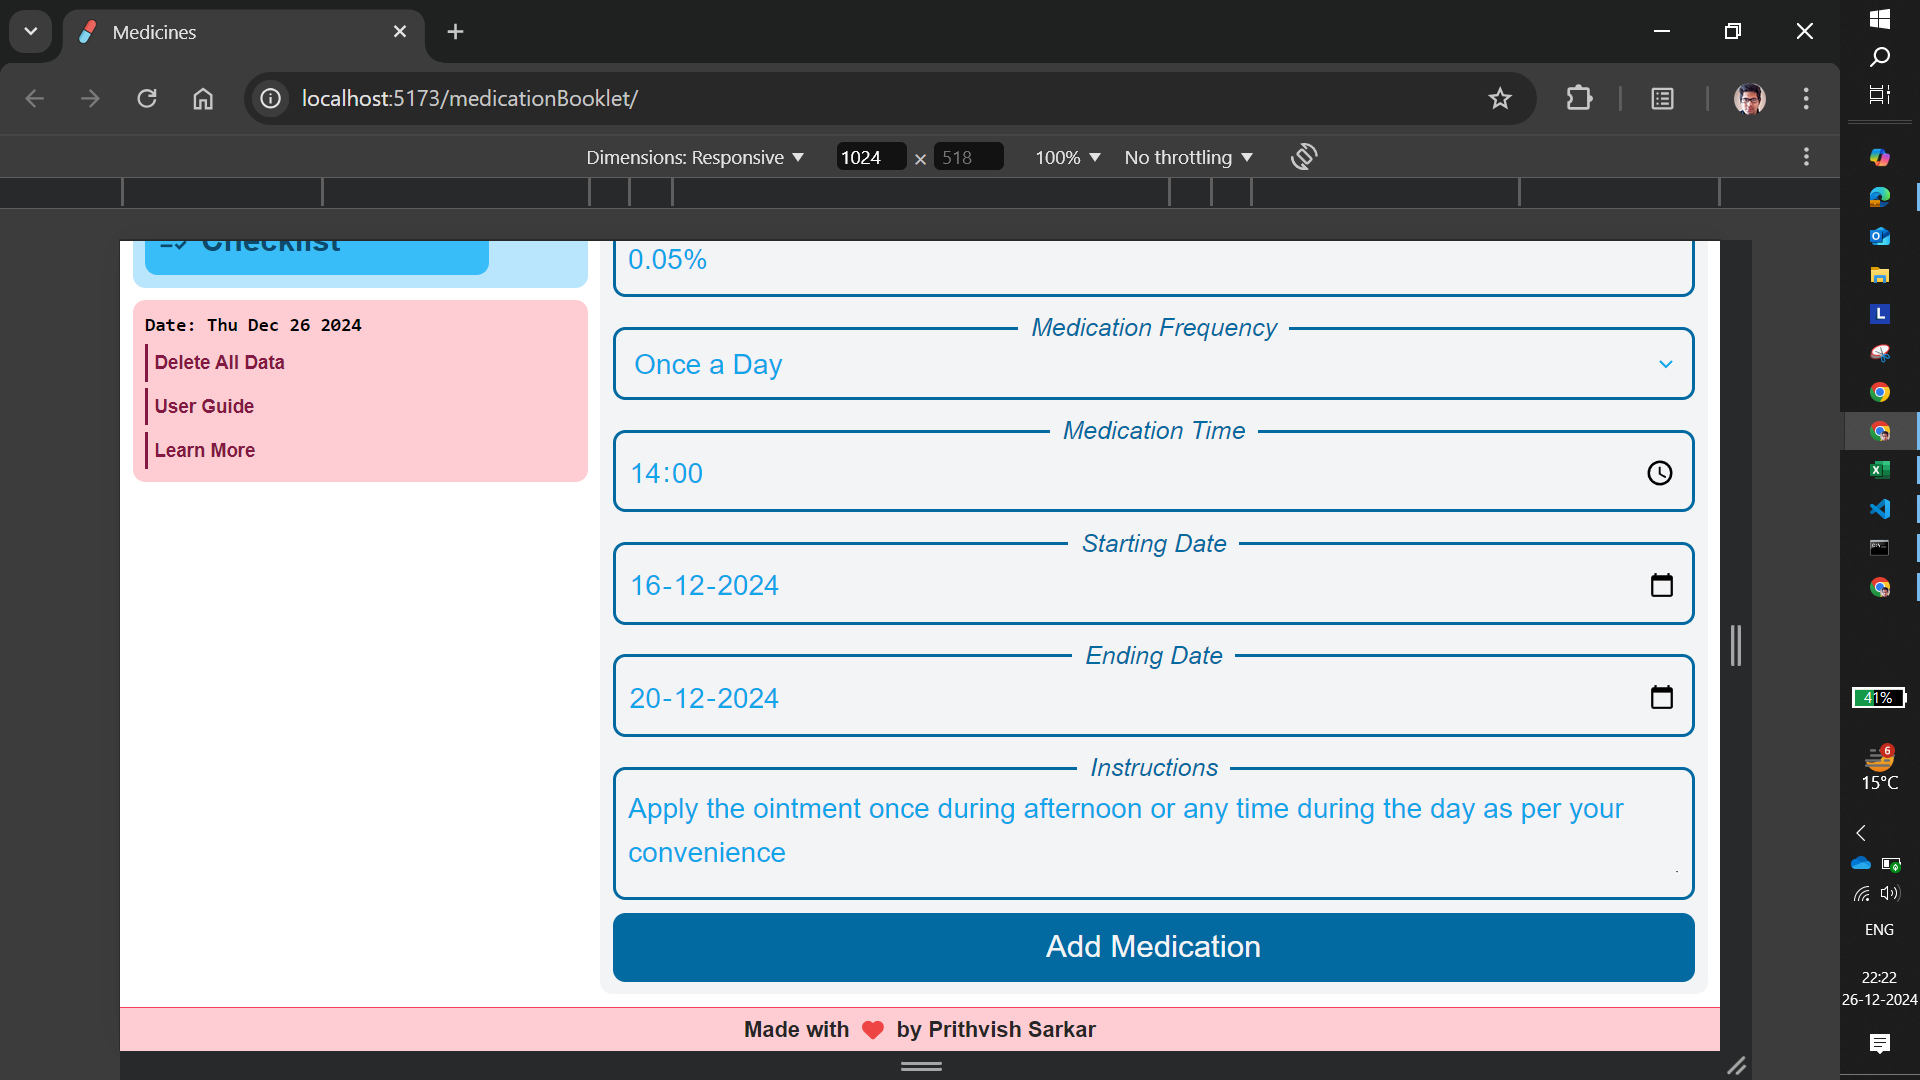 Medicines
localhost:5173/medicationBooklet/
Dimensions: Responsive
1024 × 518
100%
No throttling
Checklist
Date: Thu Dec 26 2024
Delete All Data
User Guide
Learn More
0.05%
Medication Frequency
Once a Day
Medication Time
14:00
Starting Date
16-12-2024
Ending Date
20-12-2024
Instructions
Apply the ointment once during afternoon or any time during the day as per your
convenience
Add Medication
Made with ❤ by Prithvish Sarkar
L
41%
6
15°C
ENG
22:22
26-12-2024